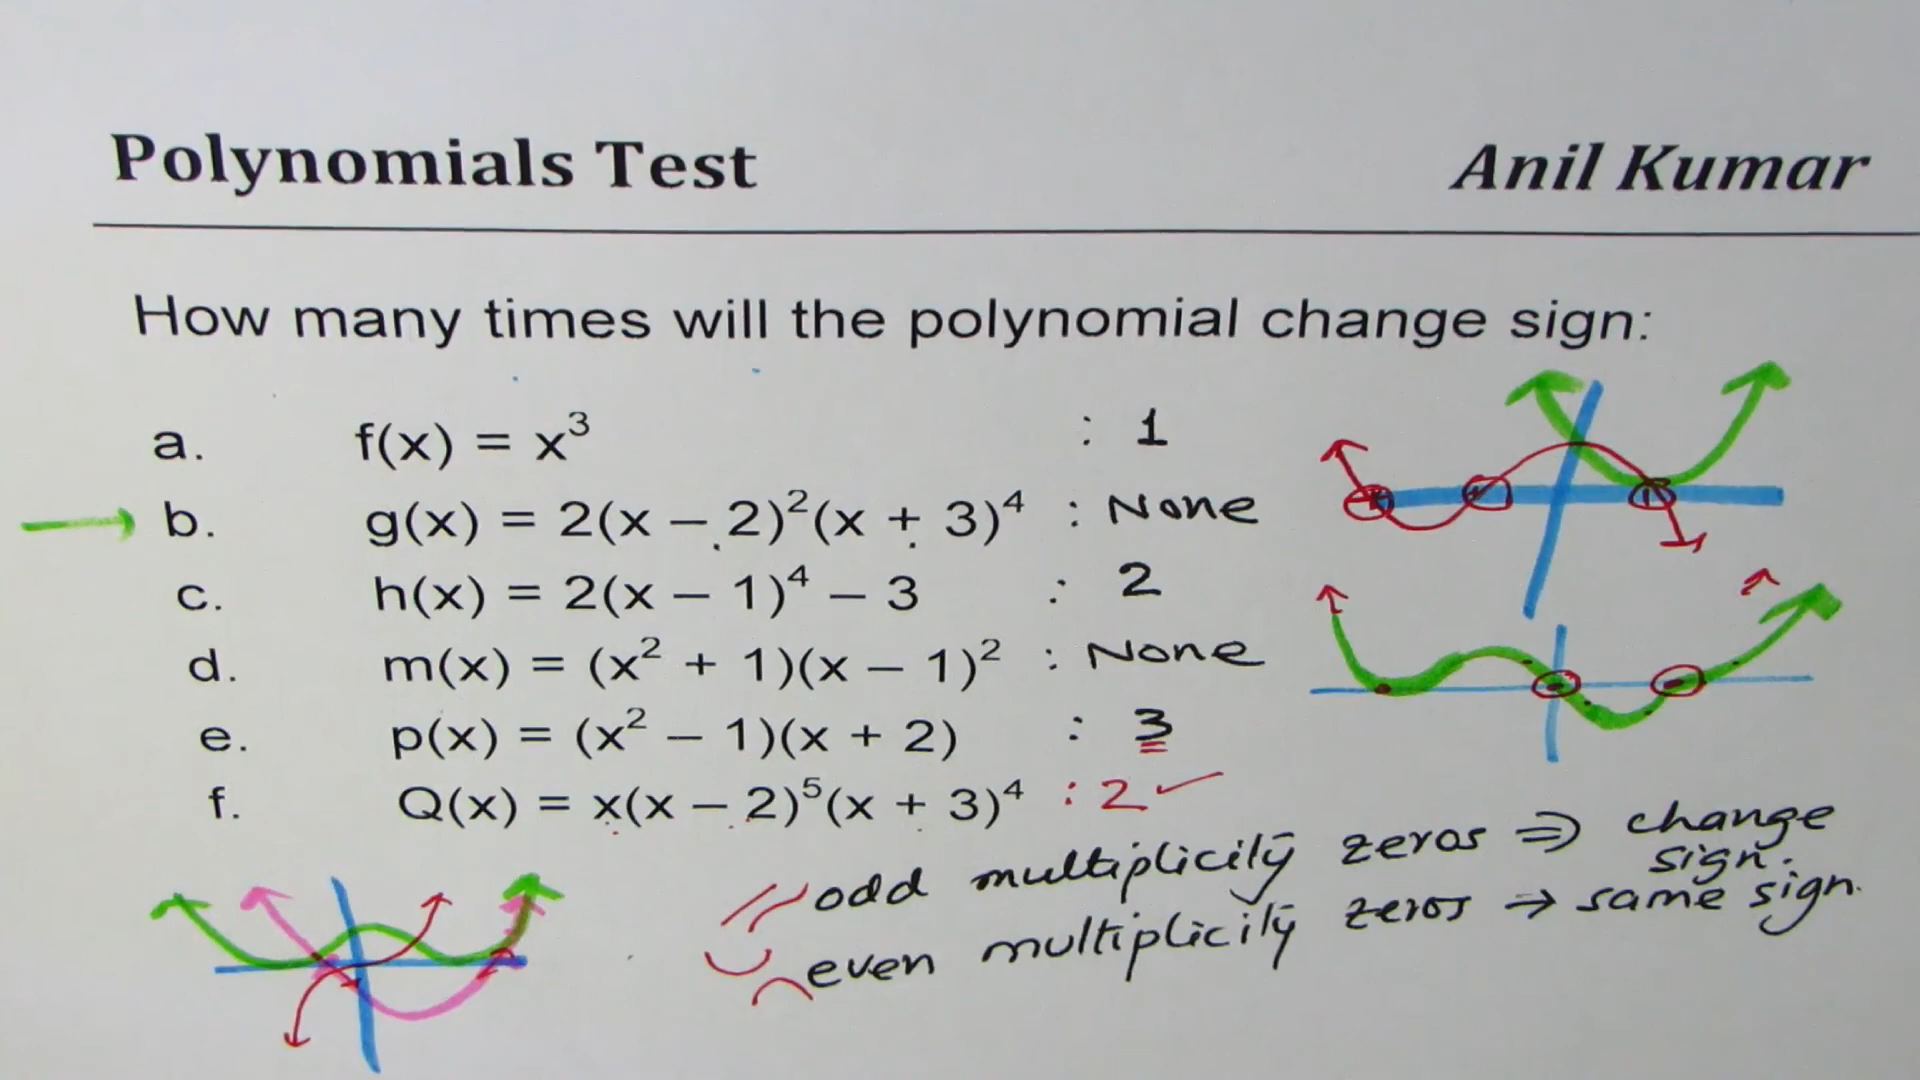 Polynomials Test Anil Kumar
How many times will the polynomial change sign:
a. f(x) = x³ : 1
b. g(x) = 2(x − 2)²(x + 3)⁴ : None
c. h(x) = 2(x − 1)⁴ − 3 : 2
d. m(x) = (x² + 1)(x − 1)² : None
e. p(x) = (x² − 1)(x + 2) : 3
f. Q(x) = x(x − 2)⁵(x + 3)⁴ : 2 ✓
odd multiplicity zeros ⇒ change
sign.
even multiplicity zeros → same sign.